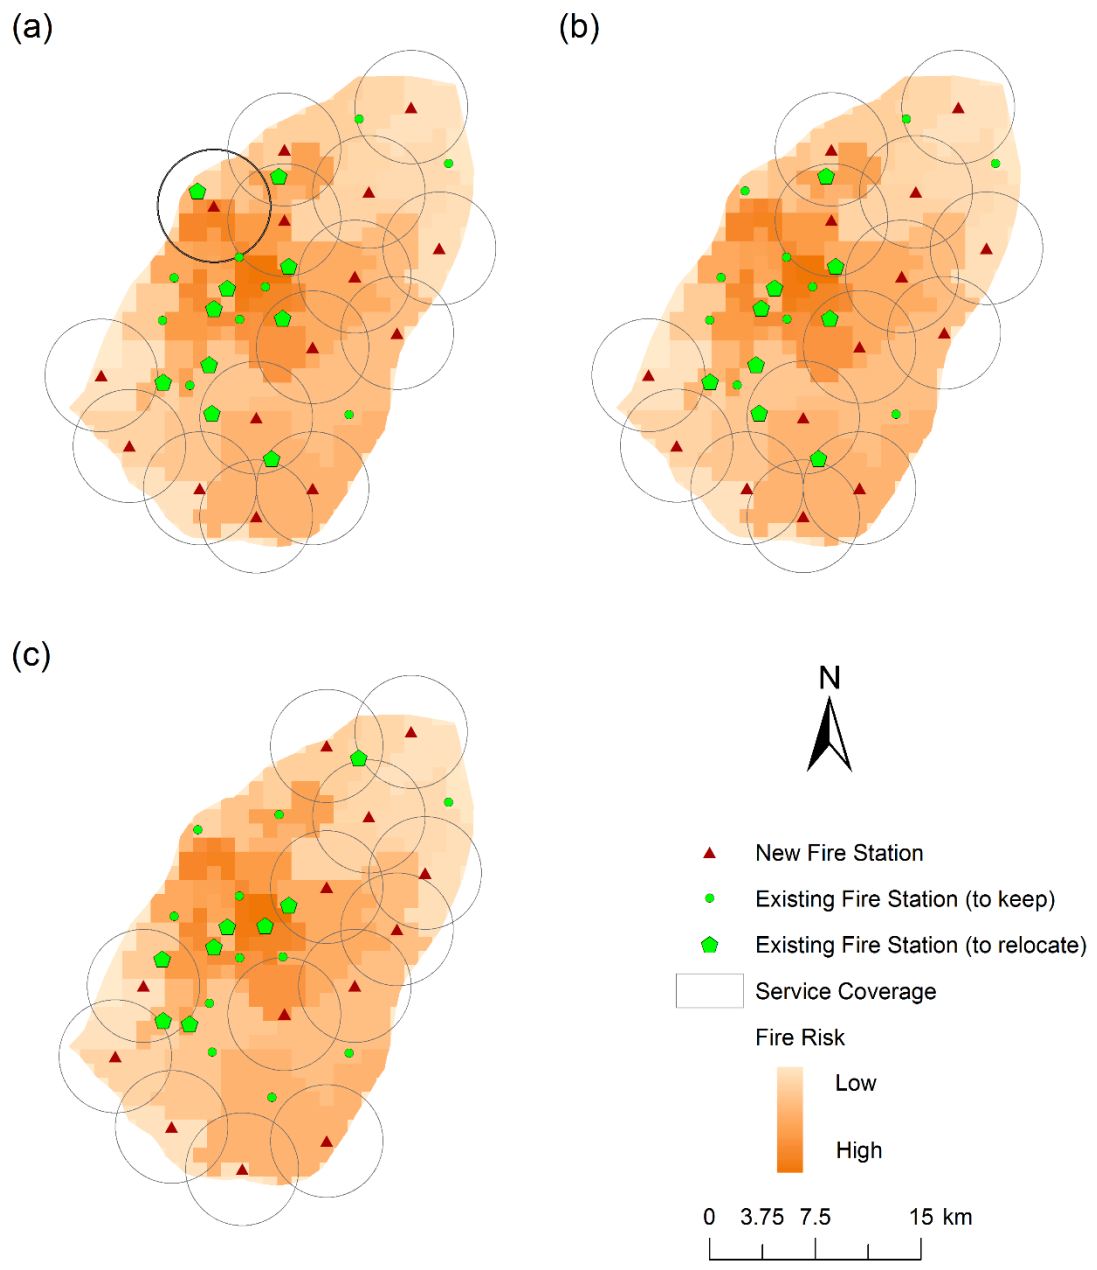 (a)
(b)
(c)
N
New Fire Station
Existing Fire Station (to keep)
Existing Fire Station (to relocate)
Service Coverage
Fire Risk
Low
High
0 3.75 7.5 15 km